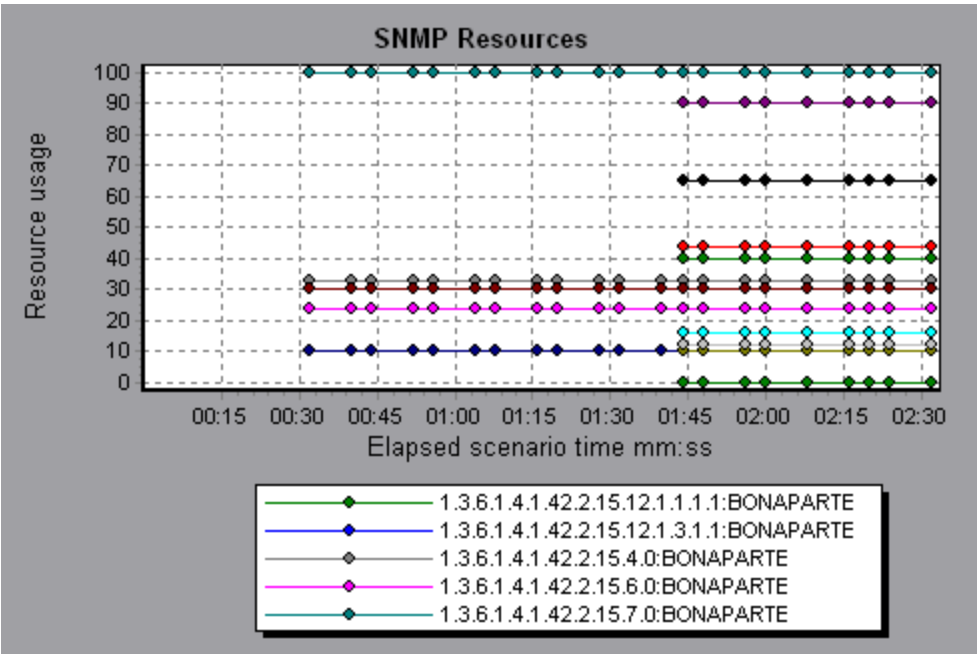 SNMP Resources
Resource usage
100
90
80
70
60
50
40
30
20
10
0
00:15 00:30 00:45 01:00 01:15 01:30 01:45 02:00 02:15 02:30
Elapsed scenario time mm:ss
1.3.6.1.4.1.42.2.15.12.1.1.1.1:BONAPARTE
1.3.6.1.4.1.42.2.15.12.1.3.1.1:BONAPARTE
1.3.6.1.4.1.42.2.15.4.0:BONAPARTE
1.3.6.1.4.1.42.2.15.6.0:BONAPARTE
1.3.6.1.4.1.42.2.15.7.0:BONAPARTE